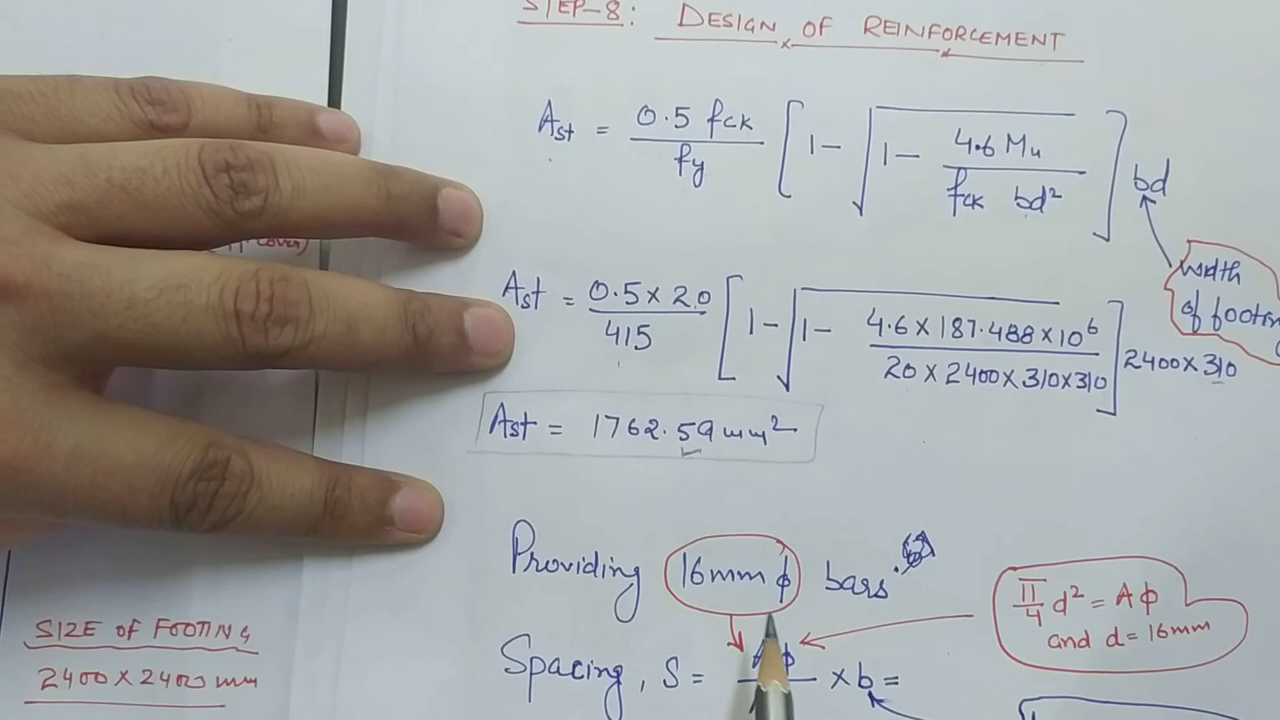 STEP-8: DESIGN OF REINFORCEMENT
Ast = 0.5 fck / fy [1 - √(1 - 4.6 Mu / fck bd²)] bd
width
of footing
Ast = 0.5 x 20 / 415 [1 - √(1 - 4.6 x 187.488 x 10⁶ / 20 x 2400 x 310 x 310)] 2400 x 310
Ast = 1762.59 mm²
Providing 16mm ϕ bars.
π/4 d² = Aϕ
and d = 16mm
Spacing, S = x b =
cover)
SIZE OF FOOTING
2400 x 2400 mm